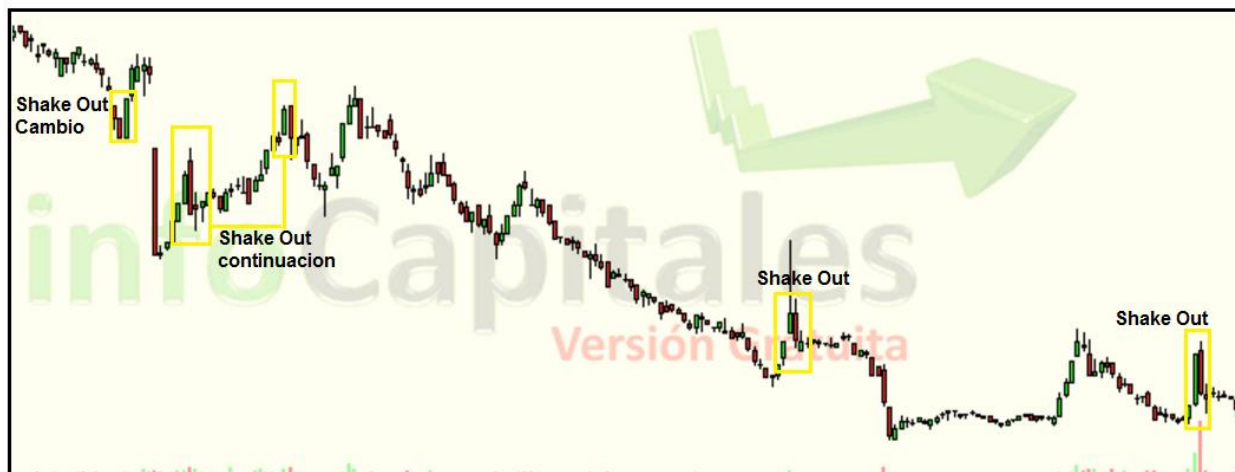 Shake Out
Cambio
Shake Out
continuacion
infoCapitales
Shake Out
Versión Gratuita
Shake Out